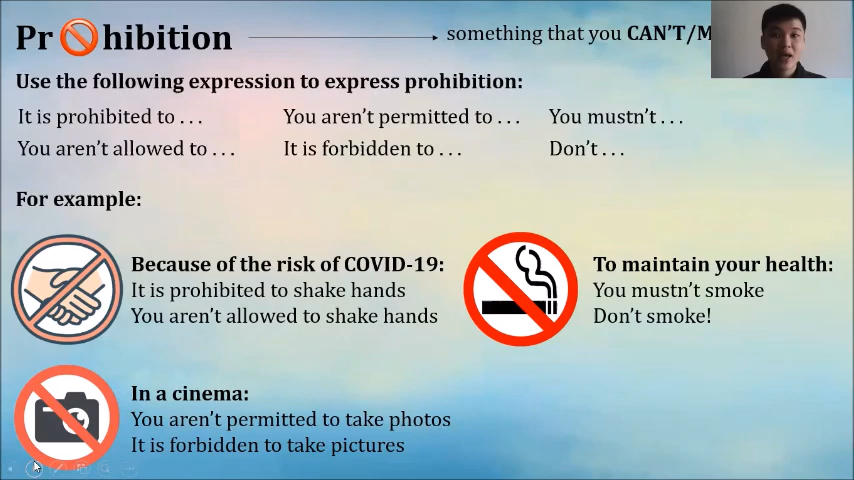 Pr hibition
something that you CAN'T/M
Use the following expression to express prohibition:
It is prohibited to . . .
You aren't permitted to . . .
You mustn't . . .
You aren't allowed to . . .
It is forbidden to . . .
Don't . . .
For example:
Because of the risk of COVID-19:
It is prohibited to shake hands
You aren't allowed to shake hands
To maintain your health:
You mustn't smoke
Don't smoke!
In a cinema:
You aren't permitted to take photos
It is forbidden to take pictures